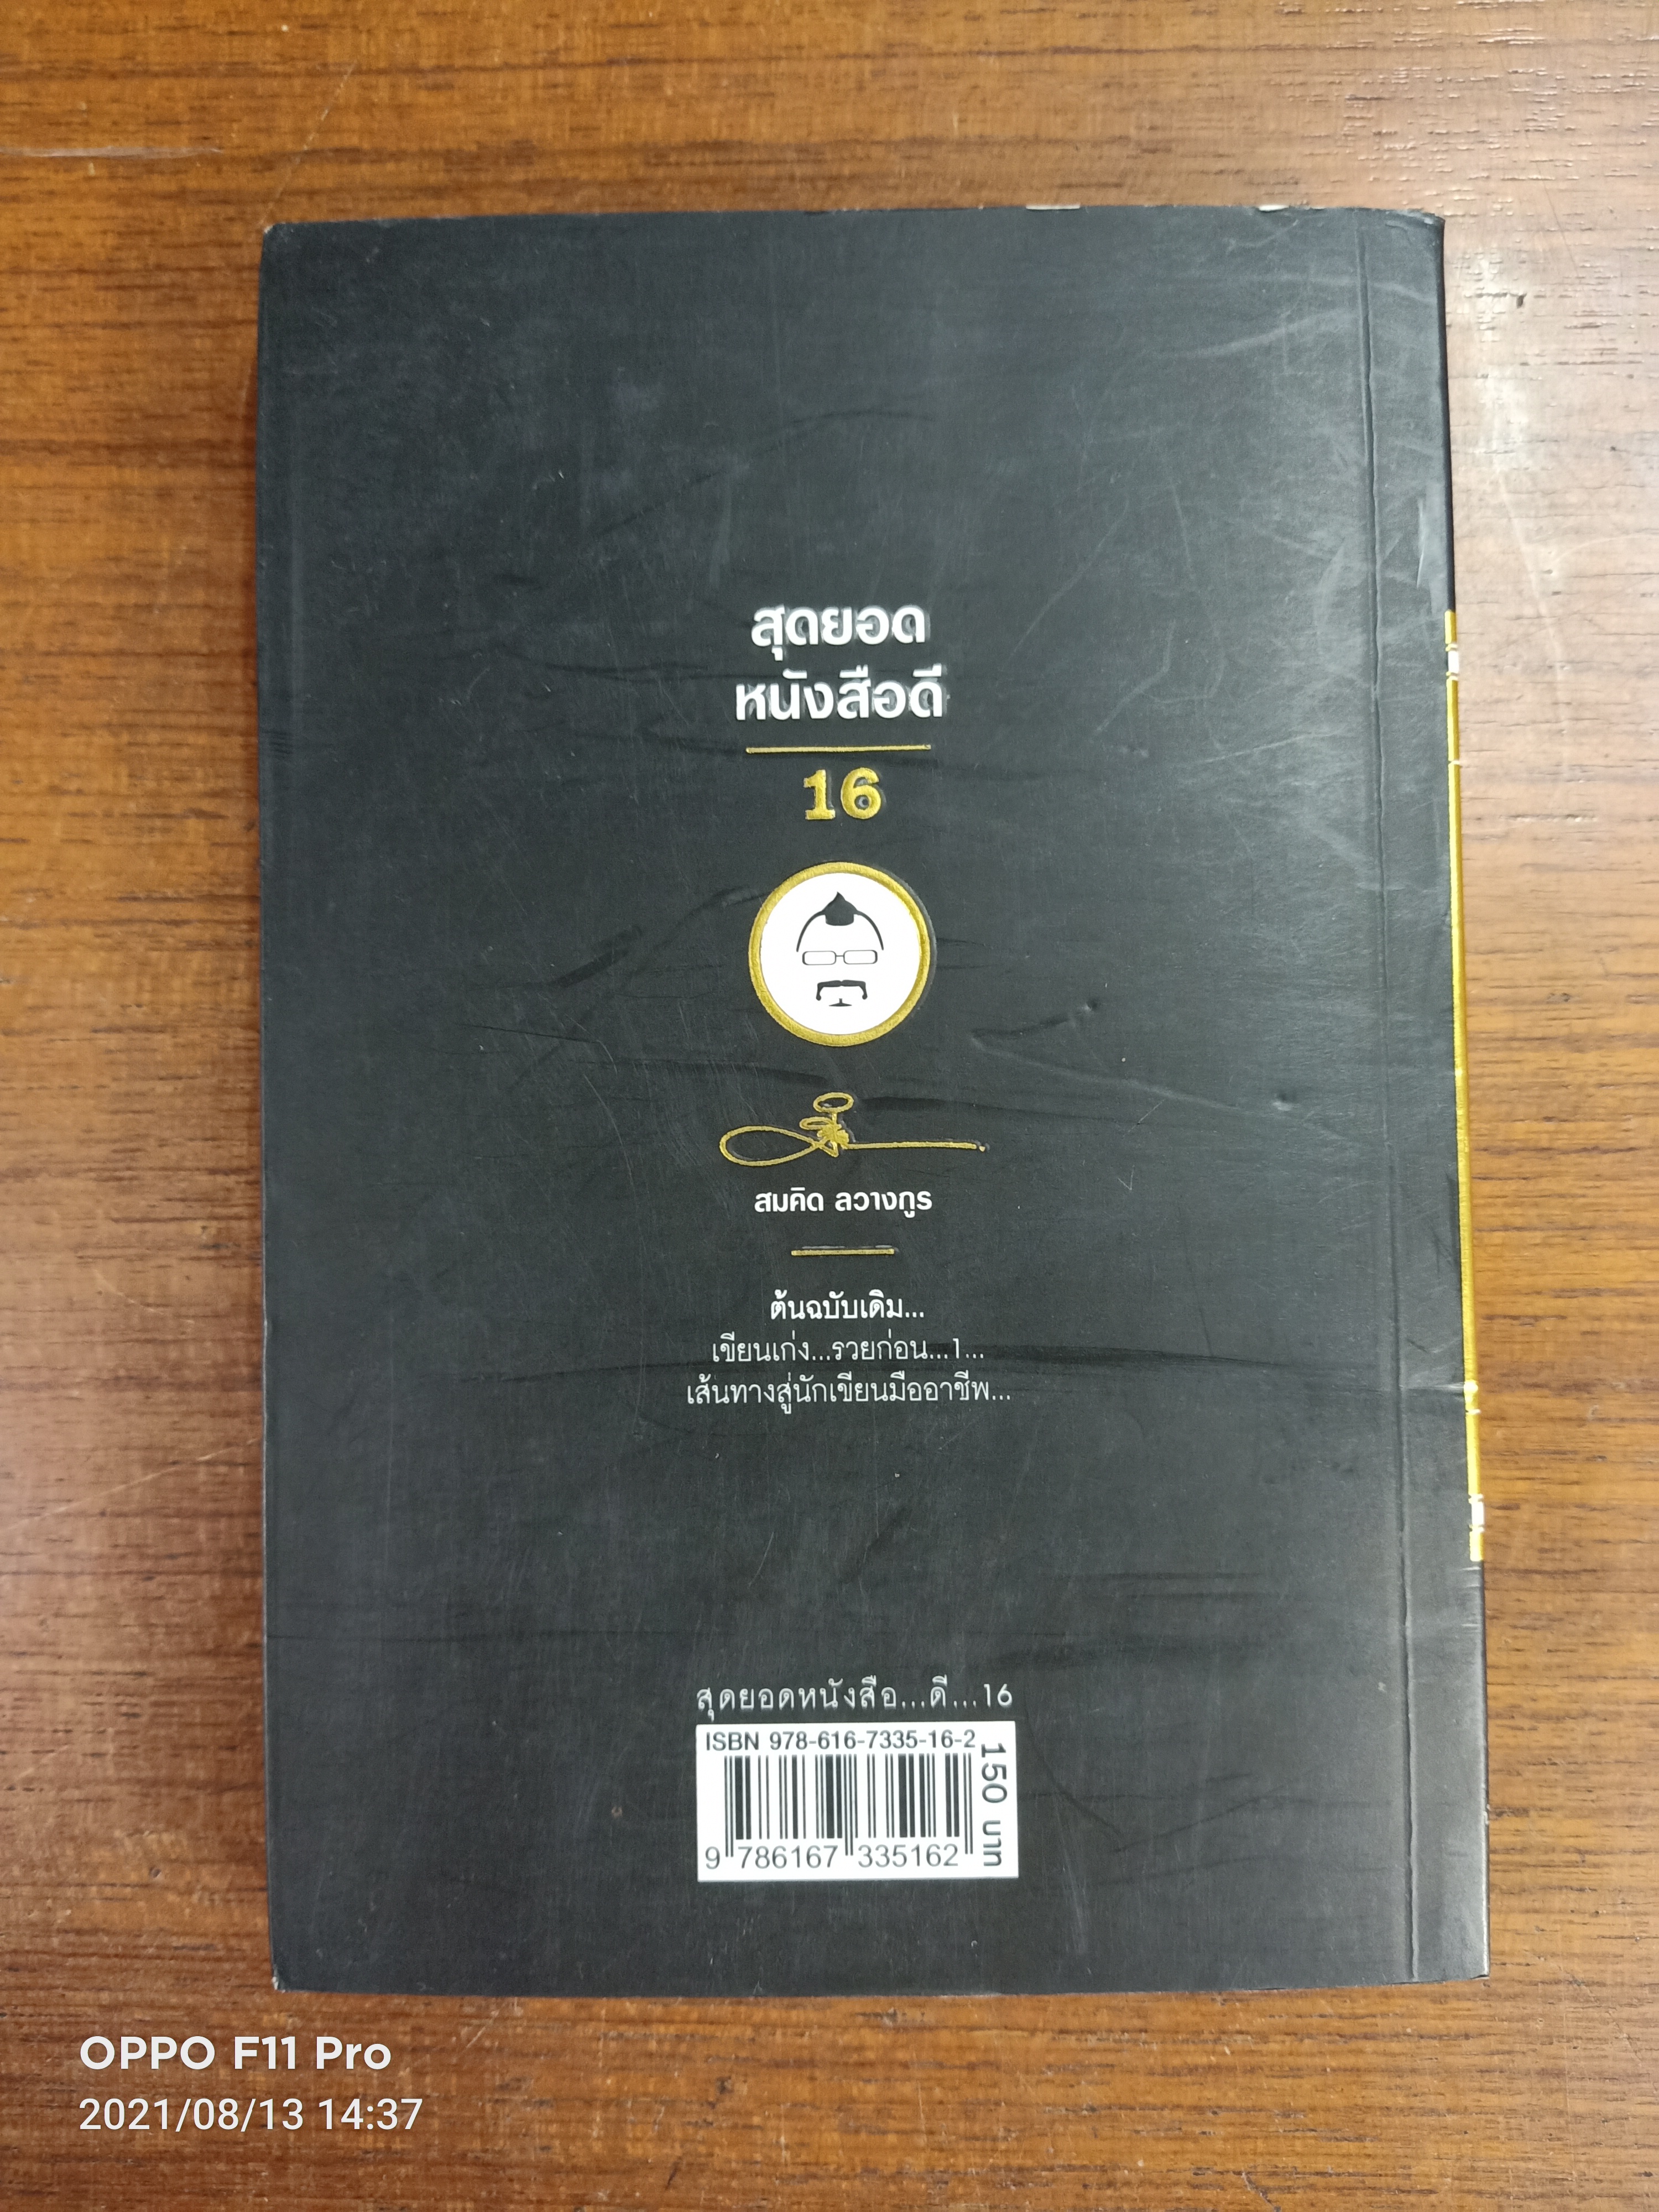 สุดยอด
หนังสือดี
16
สมคิด ลวางกูร
ต้นฉบับเดิม...
เขียนเก่ง...รวยก่อน...1...
เส้นทางสู่นักเขียนมืออาชีพ...
สุดยอดหนังสือ...ดี...16
ISBN 978-616-7335-16-2
150 บาท
9 786167 335162
OPPO F11 Pro
2021/08/13 14:37